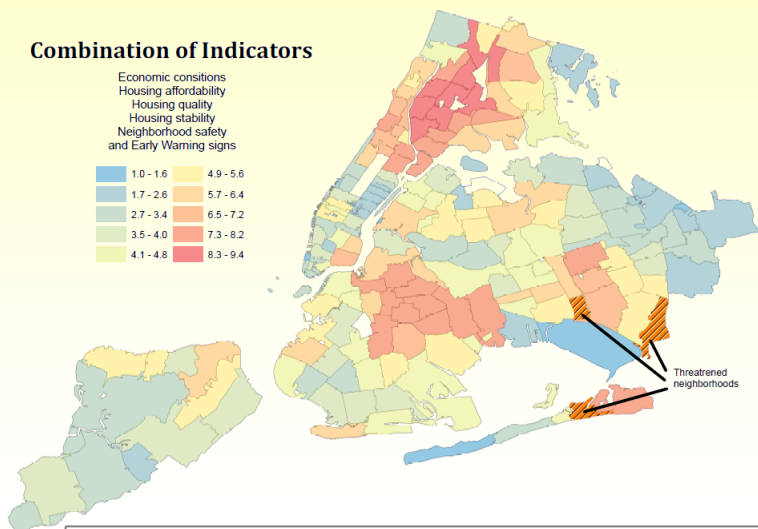 Combination of Indicators
Economic consitions
Housing affordability
Housing quality
Housing stability
Neighborhood safety
and Early Warning signs
1.0 - 1.6
4.9 - 5.6
1.7 - 2.6
5.7 - 6.4
2.7 - 3.4
6.5 - 7.2
3.5 - 4.0
7.3 - 8.2
4.1 - 4.8
8.3 - 9.4
Threatrened
neighborhoods